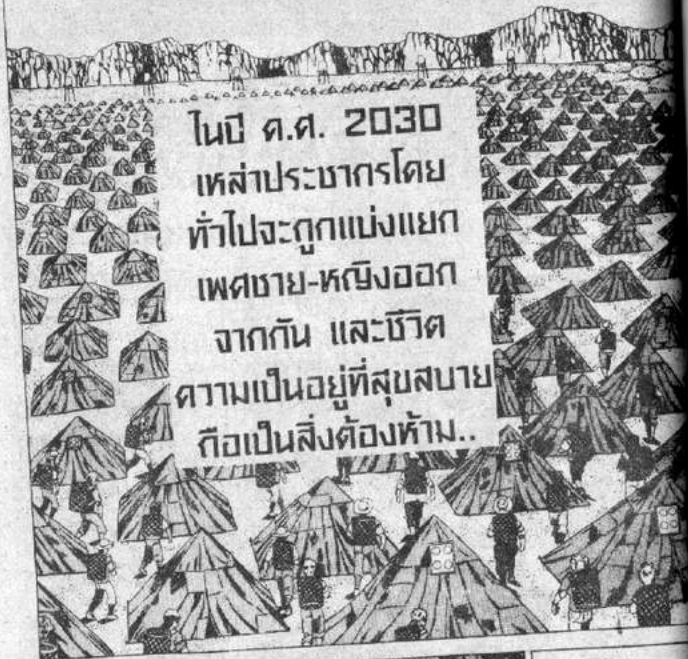 ในปี ค.ศ. 2030
เหล่าประชากรโดย
ทั่วไปจะถูกแบ่งแยก
เพศชาย-หญิงออก
จากกัน และชีวิต
ความเป็นอยู่ที่สุขสบาย
ถือเป็นสิ่งต้องห้าม..